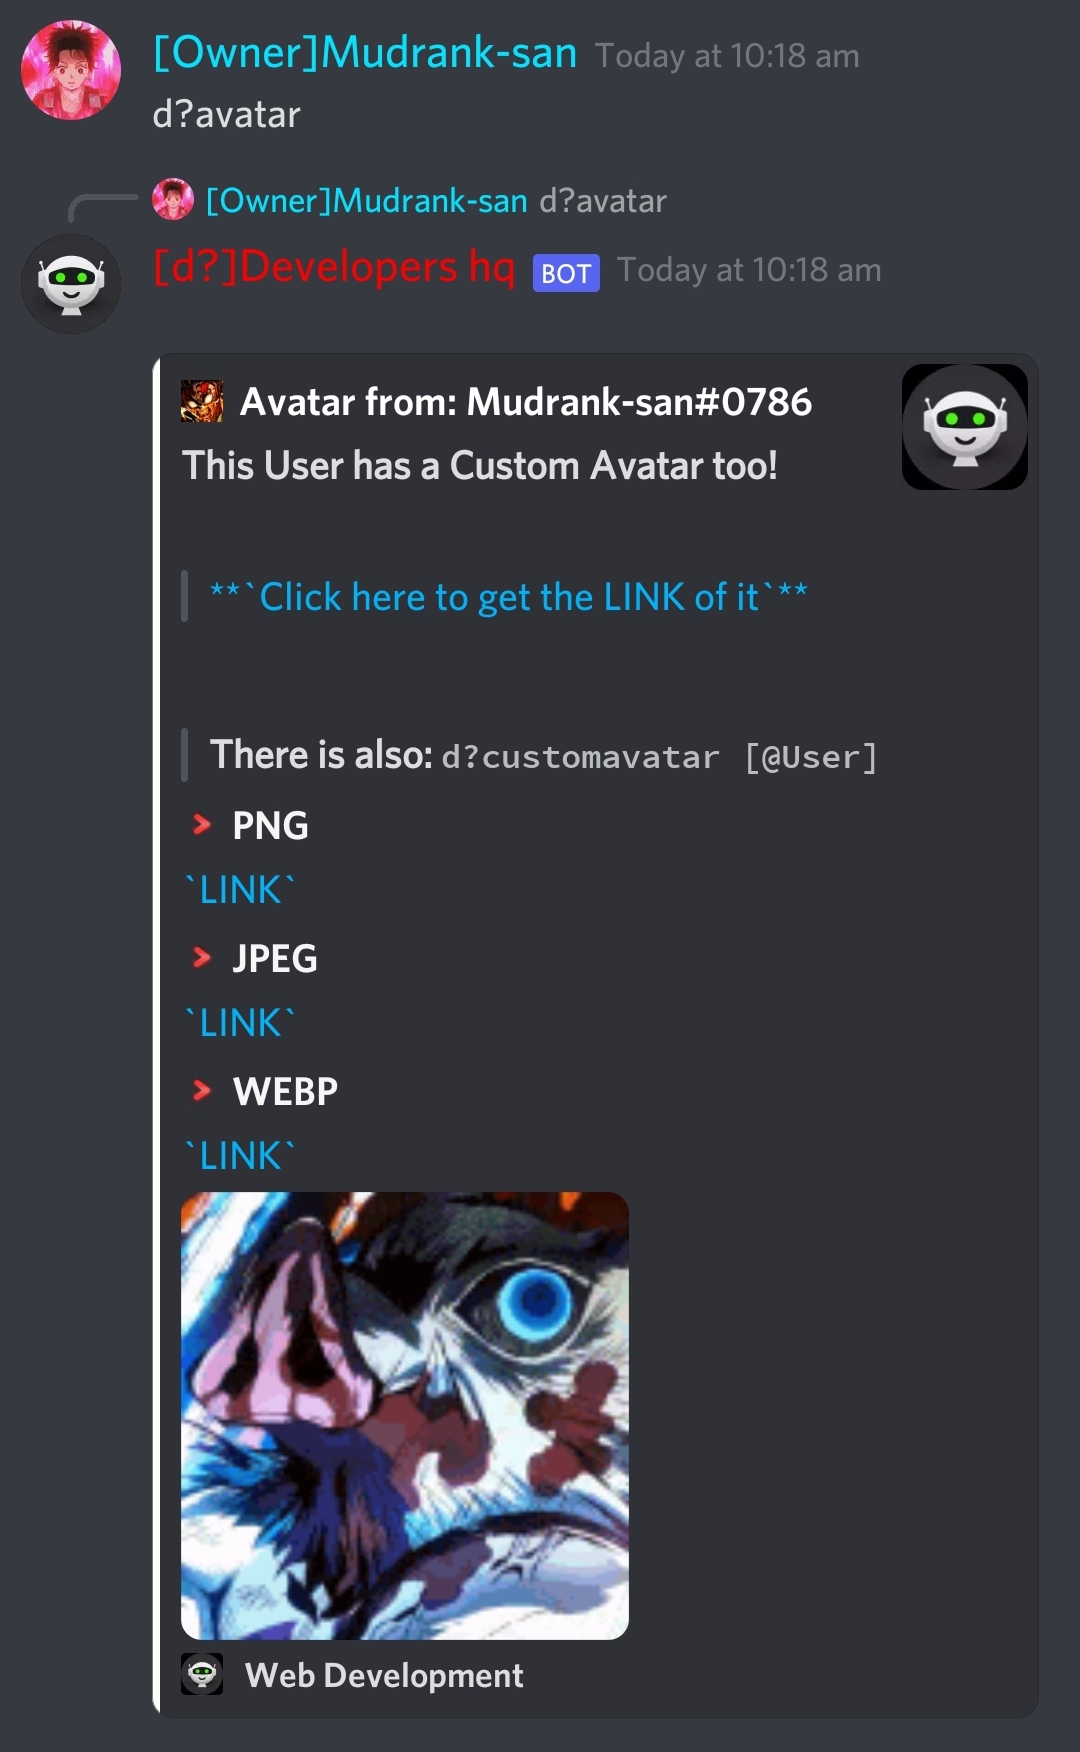 [Owner]Mudrank-san Today at 10:18 am
d?avatar
[Owner]Mudrank-san d?avatar
[d?]Developers hq BOT Today at 10:18 am
Avatar from: Mudrank-san#0786
This User has a Custom Avatar too!
**`Click here to get the LINK of it`**
There is also: d?customavatar [@User]
PNG
`LINK`
JPEG
`LINK`
WEBP
`LINK`
Web Development